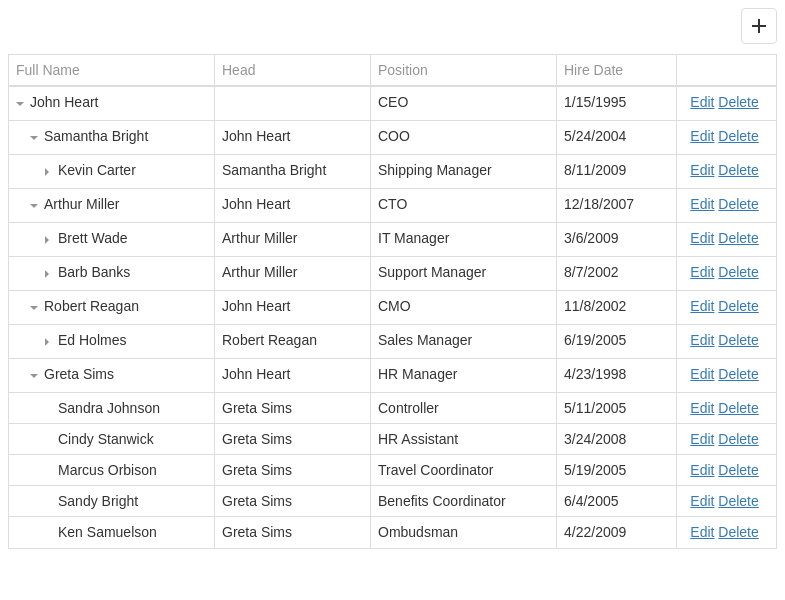 Full Name Head Position Hire Date
John Heart CEO 1/15/1995 Edit Delete
Samantha Bright John Heart COO 5/24/2004 Edit Delete
Kevin Carter Samantha Bright Shipping Manager 8/11/2009 Edit Delete
Arthur Miller John Heart CTO 12/18/2007 Edit Delete
Brett Wade Arthur Miller IT Manager 3/6/2009 Edit Delete
Barb Banks Arthur Miller Support Manager 8/7/2002 Edit Delete
Robert Reagan John Heart CMO 11/8/2002 Edit Delete
Ed Holmes Robert Reagan Sales Manager 6/19/2005 Edit Delete
Greta Sims John Heart HR Manager 4/23/1998 Edit Delete
Sandra Johnson Greta Sims Controller 5/11/2005 Edit Delete
Cindy Stanwick Greta Sims HR Assistant 3/24/2008 Edit Delete
Marcus Orbison Greta Sims Travel Coordinator 5/19/2005 Edit Delete
Sandy Bright Greta Sims Benefits Coordinator 6/4/2005 Edit Delete
Ken Samuelson Greta Sims Ombudsman 4/22/2009 Edit Delete